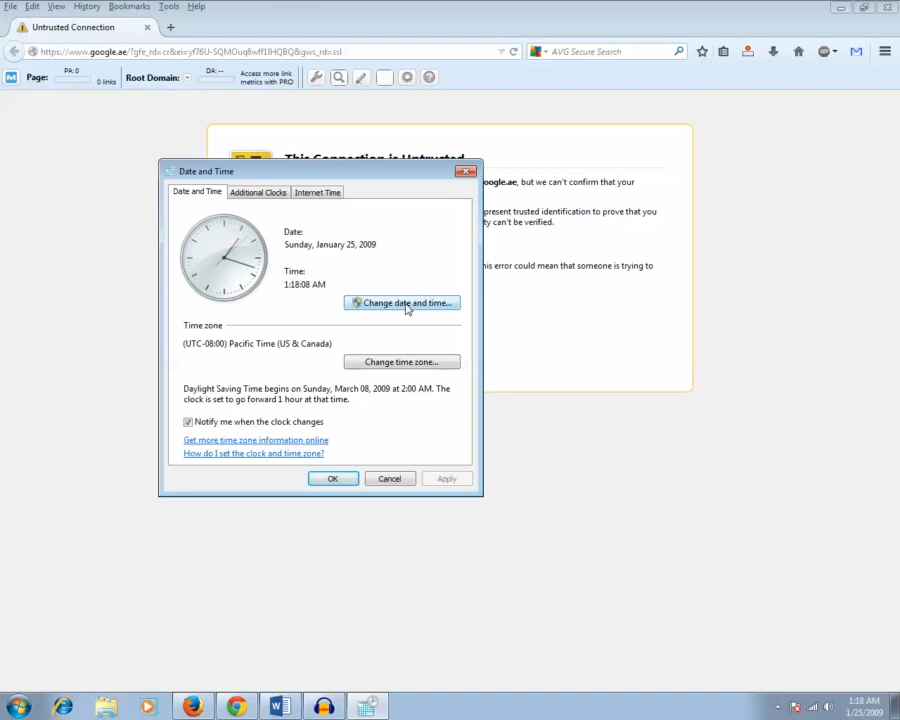 File Edit View History Bookmarks Tools Help
Untrusted Connection
https://www.google.ae/?gfe_rd=cr&ei=yf76U-SQMOuq8wff1IHQBQ&gws_rd=ssl
AVG Secure Search
Page: PA: 0 0 links Root Domain: DA: -- Access more link metrics with PRO
This Connection is Untrusted
Date and Time
oogle.ae, but we can't confirm that your
Date and Time Additional Clocks Internet Time
present trusted identification to prove that you
ty can't be verified.
Date:
Sunday, January 25, 2009
his error could mean that someone is trying to
Time:
1:18:08 AM
Change date and time...
Time zone
(UTC-08:00) Pacific Time (US & Canada)
Change time zone...
Daylight Saving Time begins on Sunday, March 08, 2009 at 2:00 AM. The
clock is set to go forward 1 hour at that time.
Notify me when the clock changes
Get more time zone information online
How do I set the clock and time zone?
OK Cancel Apply
1:18 AM
1/25/2009